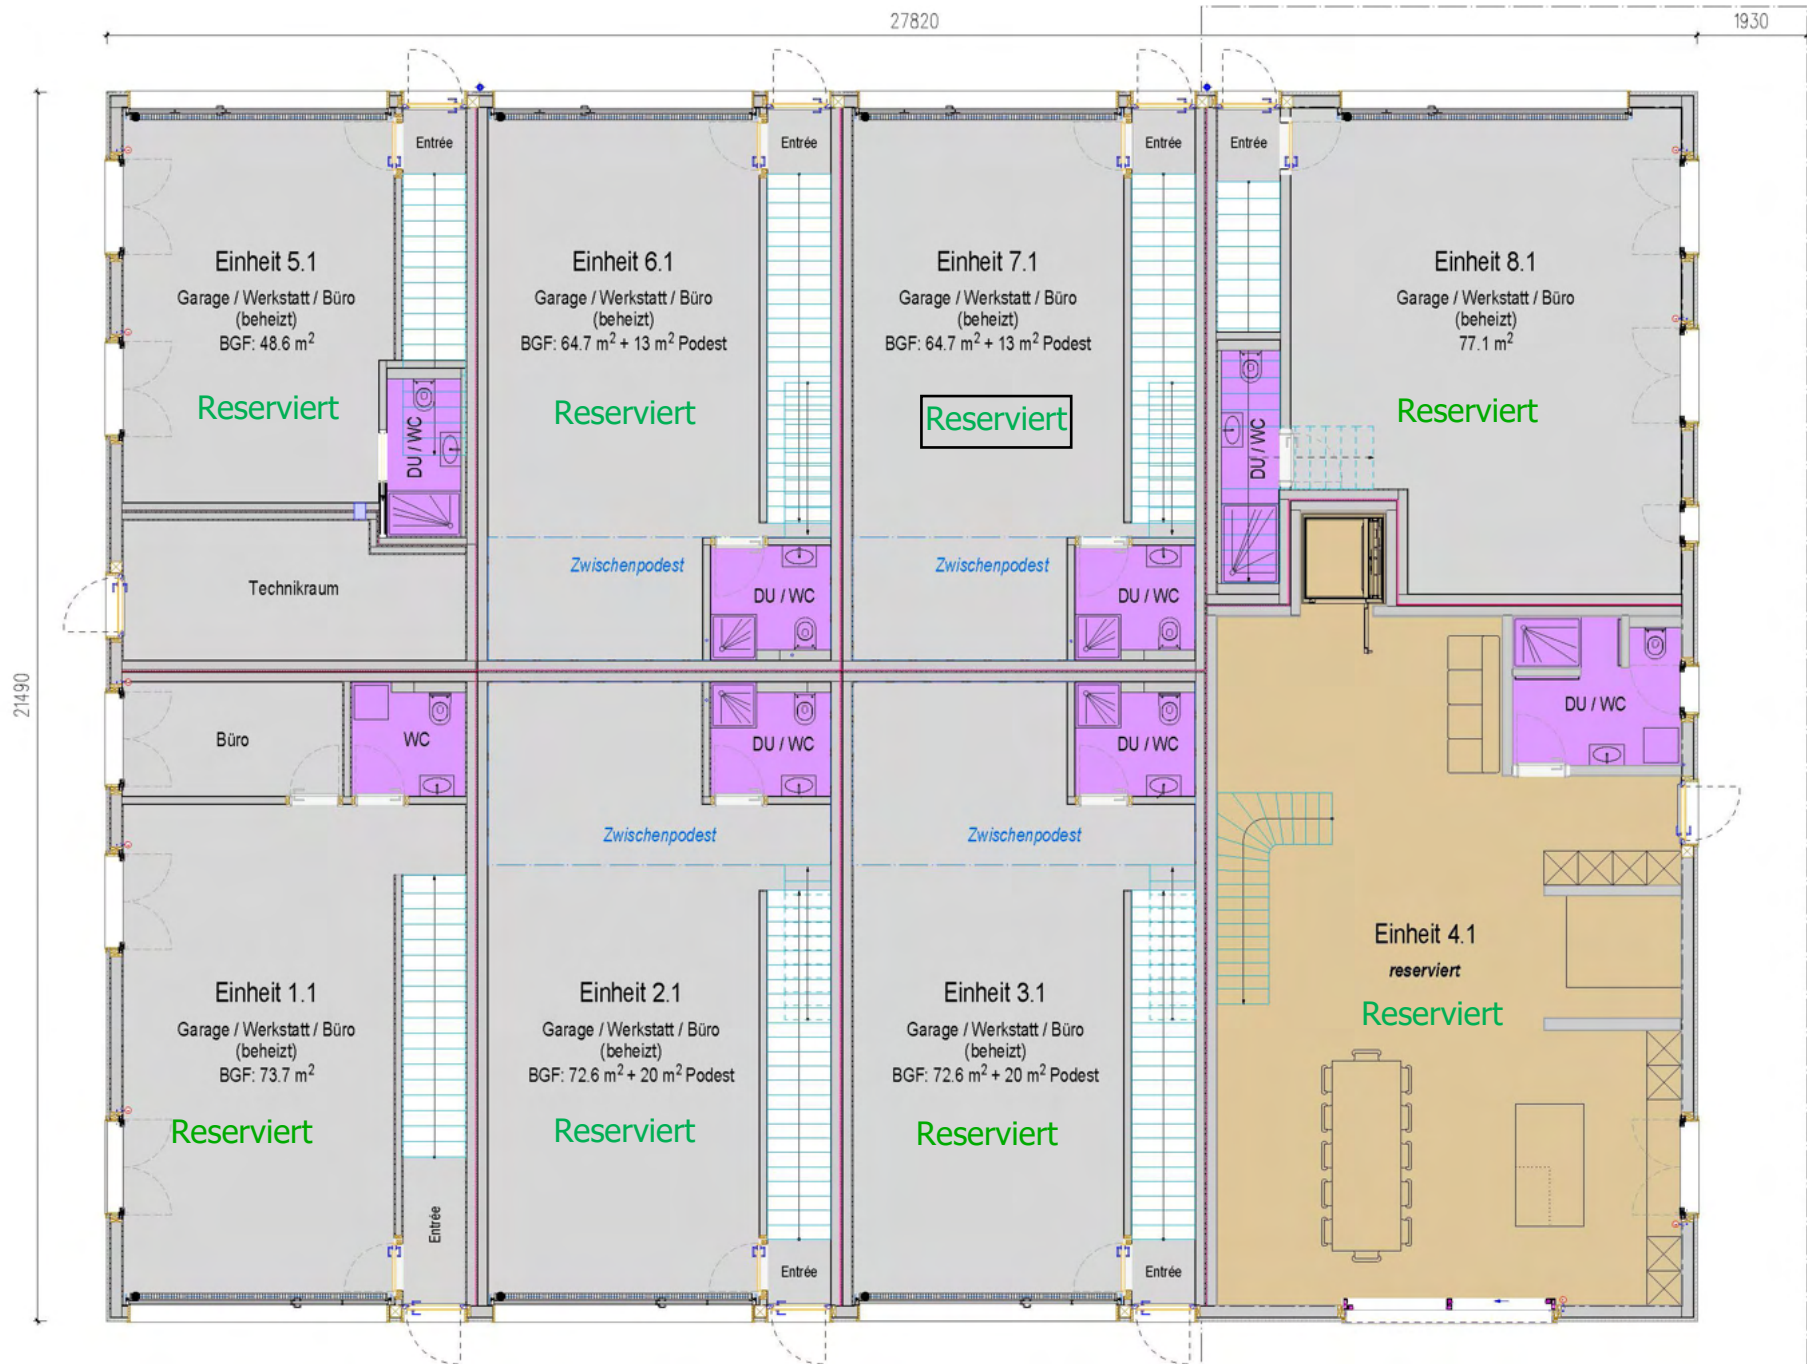 27820
1930
21490
Entrée
Entrée
Entrée
Entrée
Einheit 5.1
Garage / Werkstatt / Büro
(beheizt)
BGF: 48.6 m²
Reserviert
DU / WC
Einheit 6.1
Garage / Werkstatt / Büro
(beheizt)
BGF: 64.7 m² + 13 m² Podest
Reserviert
Einheit 7.1
Garage / Werkstatt / Büro
(beheizt)
BGF: 64.7 m² + 13 m² Podest
Reserviert
Einheit 8.1
Garage / Werkstatt / Büro
(beheizt)
77.1 m²
Reserviert
DU / WC
Technikraum
Zwischenpodest
DU / WC
Zwischenpodest
DU / WC
Büro
WC
DU / WC
DU / WC
DU / WC
Zwischenpodest
Zwischenpodest
Einheit 1.1
Garage / Werkstatt / Büro
(beheizt)
BGF: 73.7 m²
Reserviert
Entrée
Einheit 2.1
Garage / Werkstatt / Büro
(beheizt)
BGF: 72.6 m² + 20 m² Podest
Reserviert
Entrée
Einheit 3.1
Garage / Werkstatt / Büro
(beheizt)
BGF: 72.6 m² + 20 m² Podest
Reserviert
Entrée
Einheit 4.1
reserviert
Reserviert